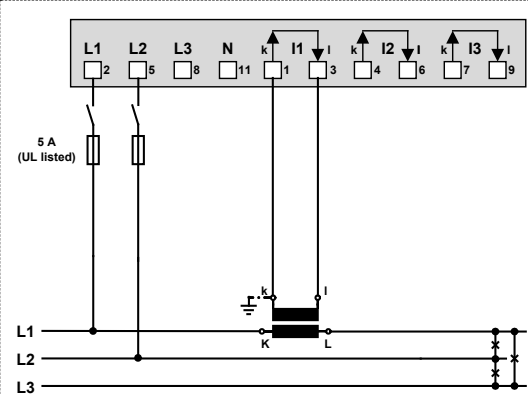 L1 L2 L3 N k I1 l k I2 l k I3 l
2 5 8 11 1 3 4 6 7 9
5 A
(UL listed)
k l
L1 K L
L2
L3